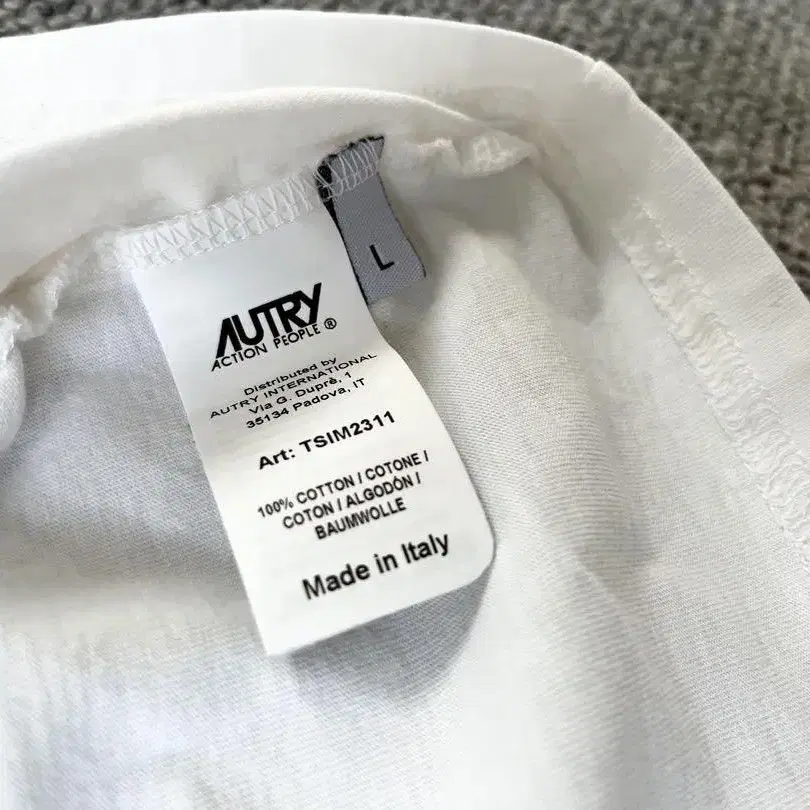 L
AUTRY
ACTION PEOPLE ®
Distributed by
AUTRY INTERNATIONAL
Via G. Duprè, 1
35134 Padova, IT
Art: TSIM2311
100% COTTON / COTONE /
COTON / ALGODÓN /
BAUMWOLLE
Made in Italy